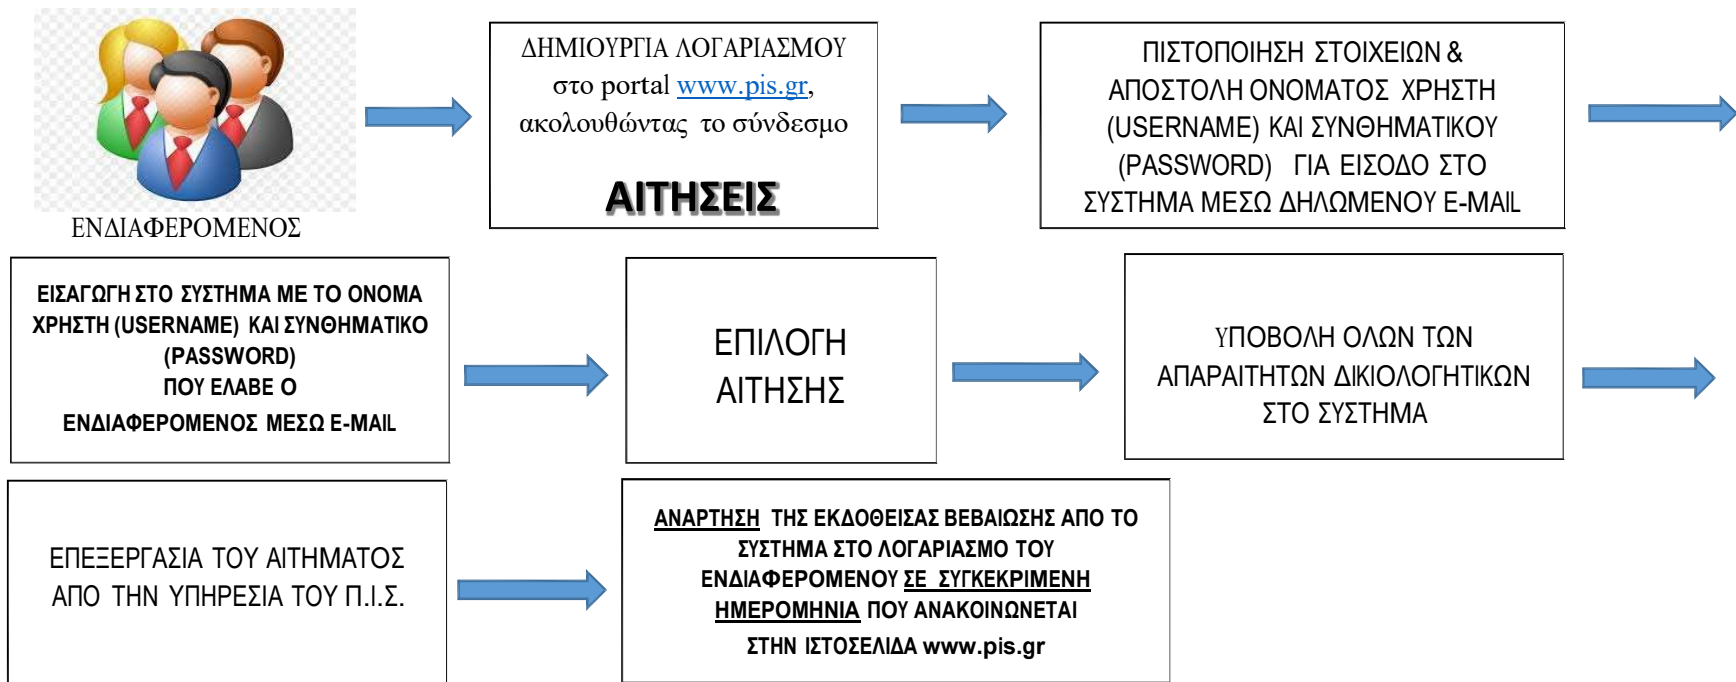 ΕΝΔΙΑΦΕΡΟΜΕΝΟΣ
ΔΗΜΙΟΥΡΓΙΑ ΛΟΓΑΡΙΑΣΜΟΥ
στο portal www.pis.gr,
ακολουθώντας το σύνδεσμο
ΑΙΤΗΣΕΙΣ
ΠΙΣΤΟΠΟΙΗΣΗ ΣΤΟΙΧΕΙΩΝ &
ΑΠΟΣΤΟΛΗ ΟΝΟΜΑΤΟΣ ΧΡΗΣΤΗ
(USERNAME) ΚΑΙ ΣΥΝΘΗΜΑΤΙΚΟΥ
(PASSWORD) ΓΙΑ ΕΙΣΟΔΟ ΣΤΟ
ΣΥΣΤΗΜΑ ΜΕΣΩ ΔΗΛΩΜΕΝΟΥ E-MAIL
ΕΙΣΑΓΩΓΗ ΣΤΟ ΣΥΣΤΗΜΑ ΜΕ ΤΟ ΟΝΟΜΑ
ΧΡΗΣΤΗ (USERNAME) ΚΑΙ ΣΥΝΘΗΜΑΤΙΚΟ
(PASSWORD)
ΠΟΥ ΕΛΑΒΕ Ο
ΕΝΔΙΑΦΕΡΟΜΕΝΟΣ ΜΕΣΩ E-MAIL
ΕΠΙΛΟΓΗ
ΑΙΤΗΣΗΣ
ΥΠΟΒΟΛΗ ΟΛΩΝ ΤΩΝ
ΑΠΑΡΑΙΤΗΤΩΝ ΔΙΚΙΟΛΟΓΗΤΙΚΩΝ
ΣΤΟ ΣΥΣΤΗΜΑ
ΕΠΕΞΕΡΓΑΣΙΑ ΤΟΥ ΑΙΤΗΜΑΤΟΣ
ΑΠΟ ΤΗΝ ΥΠΗΡΕΣΙΑ ΤΟΥ Π.Ι.Σ.
ΑΝΑΡΤΗΣΗ ΤΗΣ ΕΚΔΟΘΕΙΣΑΣ ΒΕΒΑΙΩΣΗΣ ΑΠΟ ΤΟ
ΣΥΣΤΗΜΑ ΣΤΟ ΛΟΓΑΡΙΑΣΜΟ ΤΟΥ
ΕΝΔΙΑΦΕΡΟΜΕΝΟΥ ΣΕ ΣΥΓΚΕΚΡΙΜΕΝΗ
ΗΜΕΡΟΜΗΝΙΑ ΠΟΥ ΑΝΑΚΟΙΝΩΝΕΤΑΙ
ΣΤΗΝ ΙΣΤΟΣΕΛΙΔΑ www.pis.gr